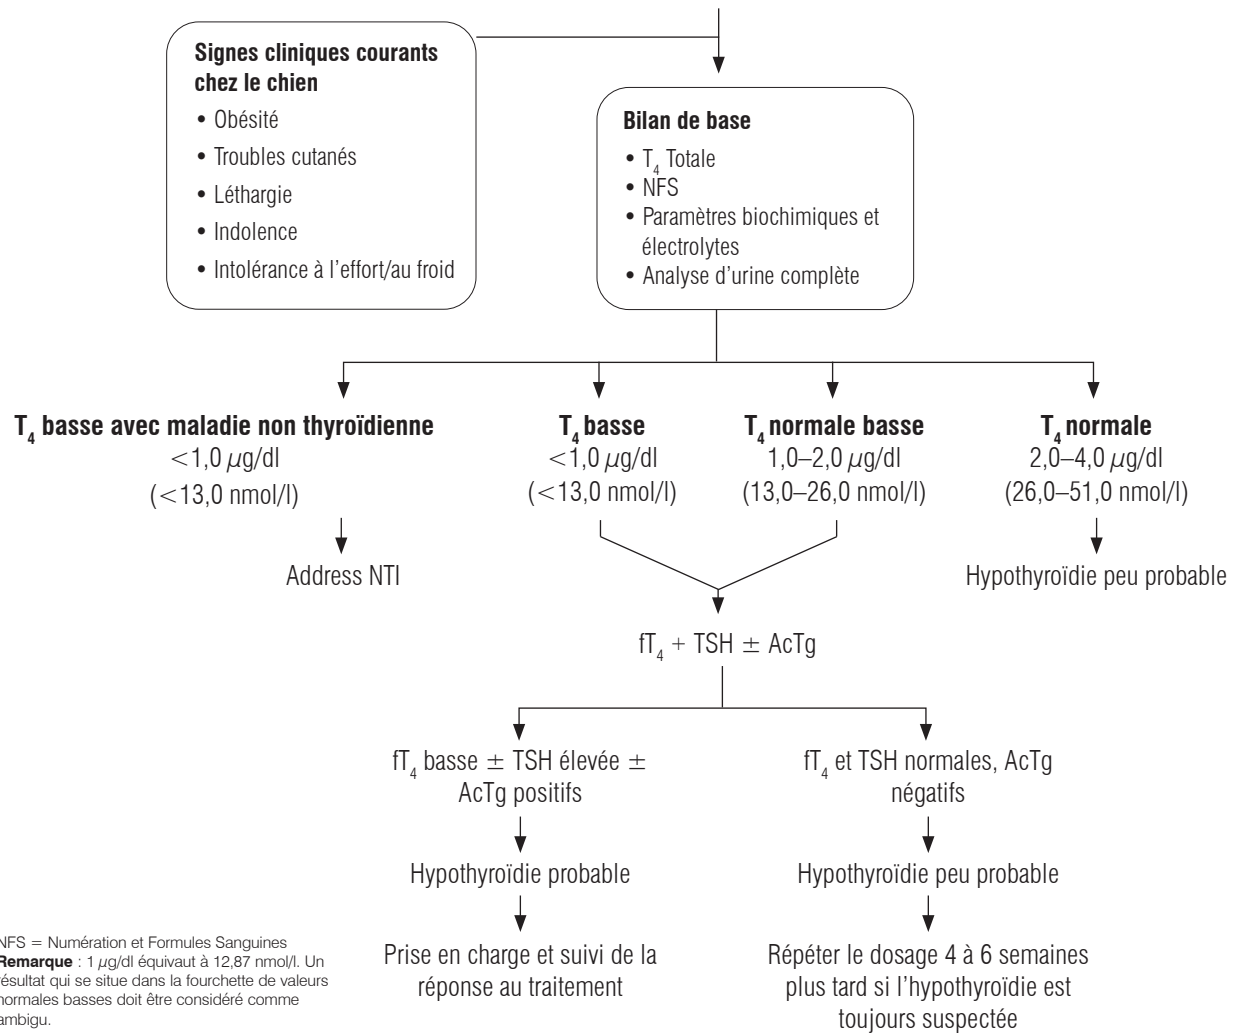 Signes cliniques courants
chez le chien
• Obésité
• Troubles cutanés
• Léthargie
• Indolence
• Intolérance à l'effort/au froid
Bilan de base
• T4 Totale
• NFS
• Paramètres biochimiques et
électrolytes
• Analyse d'urine complète
T4 basse avec maladie non thyroïdienne
<1,0 µg/dl
(<13,0 nmol/l)
Address NTI
T4 basse
<1,0 µg/dl
(<13,0 nmol/l)
T4 normale basse
1,0–2,0 µg/dl
(13,0–26,0 nmol/l)
T4 normale
2,0–4,0 µg/dl
(26,0–51,0 nmol/l)
Hypothyroïdie peu probable
fT4 + TSH ± AcTg
fT4 basse ± TSH élevée ±
AcTg positifs
Hypothyroïdie probable
Prise en charge et suivi de la
réponse au traitement
fT4 et TSH normales, AcTg
négatifs
Hypothyroïdie peu probable
Répéter le dosage 4 à 6 semaines
plus tard si l'hypothyroïdie est
toujours suspectée
NFS = Numération et Formules Sanguines
Remarque : 1 µg/dl équivaut à 12,87 nmol/l. Un
résultat qui se situe dans la fourchette de valeurs
normales basses doit être considéré comme
ambigu.